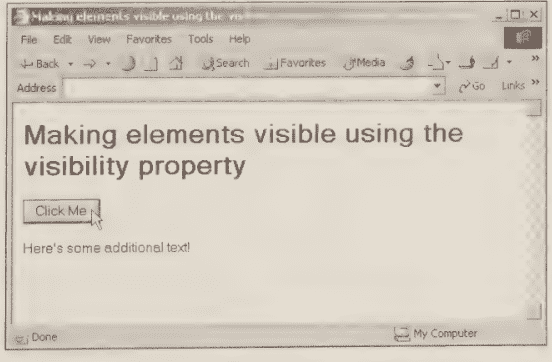 Making elements visible using the vis
File Edit View Favorites Tools Help
Back Search Favorites Media
Address Go Links »
Making elements visible using the
visibility property
Click Me
Here's some additional text!
Done My Computer